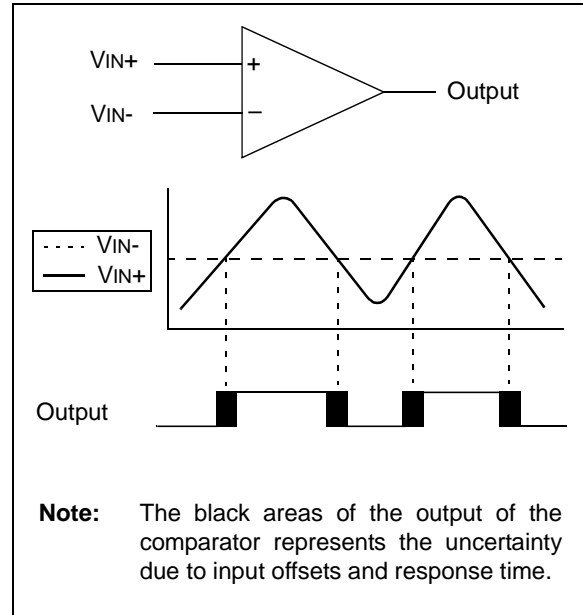 VIN+
+
Output
VIN-
−
VIN-
VIN+
Output
Note: The black areas of the output of the
comparator represents the uncertainty
due to input offsets and response time.